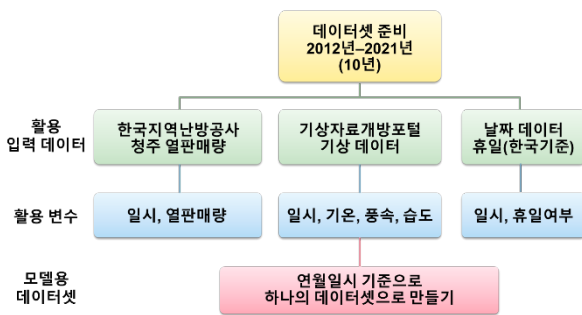 데이터셋 준비
2012년–2021년
(10년)
활용
입력 데이터
한국지역난방공사
청주 열판매량
기상자료개방포털
기상 데이터
날짜 데이터
휴일(한국기준)
활용 변수
일시, 열판매량
일시, 기온, 풍속, 습도
일시, 휴일여부
모델용
데이터셋
연월일시 기준으로
하나의 데이터셋으로 만들기